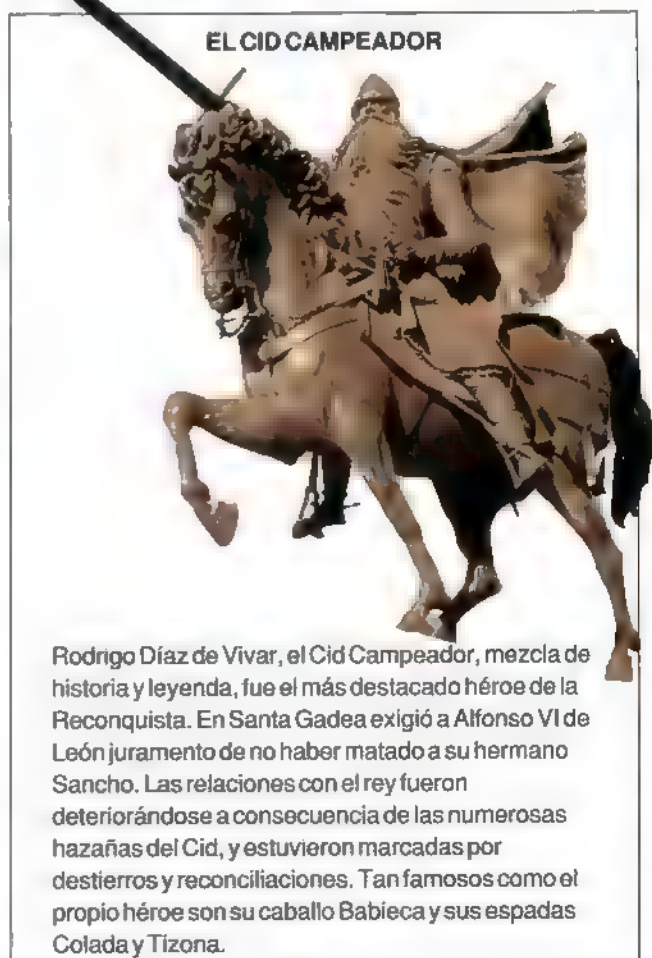 EL CID CAMPEADOR
Rodrigo Díaz de Vivar, el Cid Campeador, mezcla de
historia y leyenda, fue el más destacado héroe de la
Reconquista. En Santa Gadea exigió a Alfonso VI de
León juramento de no haber matado a su hermano
Sancho. Las relaciones con el rey fueron
deteriorándose a consecuencia de las numerosas
hazañas del Cid, y estuvieron marcadas por
destierros y reconciliaciones. Tan famosos como el
propio héroe son su caballo Babieca y sus espadas
Colada y Tizona.